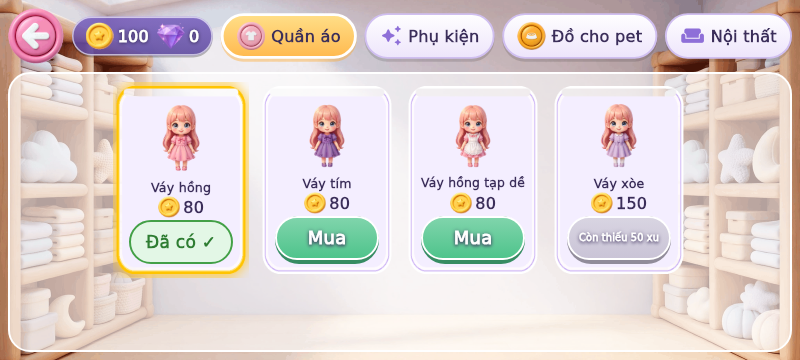 100
0
Quần áo
Phụ kiện
Đồ cho pet
Nội thất
Váy hồng
80
Đã có ✓
Váy tím
80
Mua
Váy hồng tạp dề
80
Mua
Váy xòe
150
Còn thiếu 50 xu